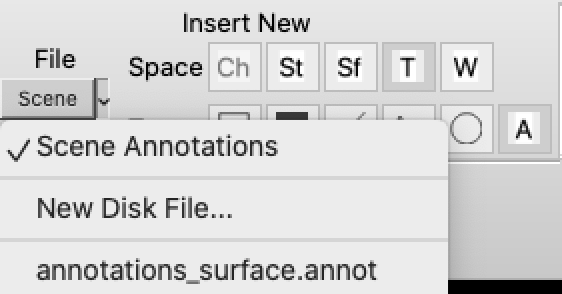 Insert New
File
Space Ch St Sf T W
Scene
A
Scene Annotations
New Disk File...
annotations_surface.annot